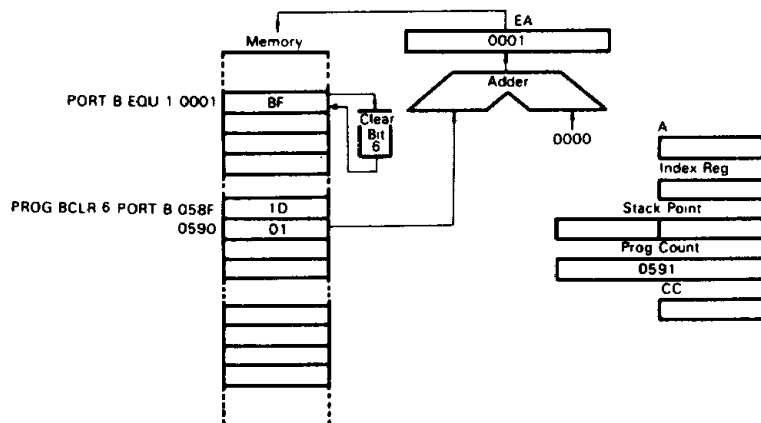 EA
Memory
0001
Adder
PORT B EQU 1 0001
BF
Clear
Bit
6
0000
A
Index Reg
PROG BCLR 6 PORT B 058F
1D
Stack Point
0590
01
Prog Count
0591
CC